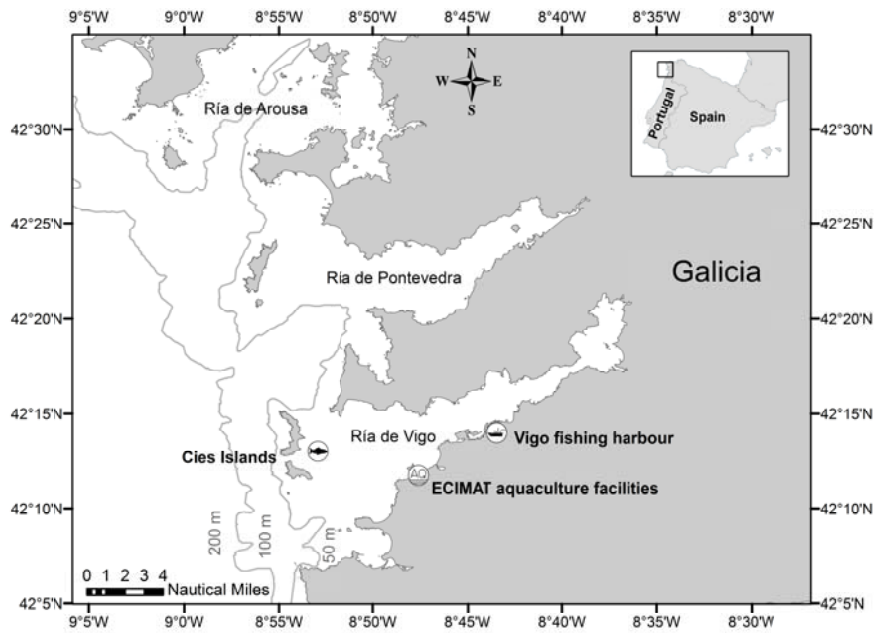 9°5'W 9°0'W 8°55'W 8°50'W 8°45'W 8°40'W 8°35'W 8°30'W
N
W E
S
Ría de Arousa
Portugal
Spain
42°30'N 42°30'N
42°25'N 42°25'N
Ria de Pontevedra
Galicia
42°20'N 42°20'N
42°15'N 42°15'N
Ría de Vigo
Vigo fishing harbour
Cies Islands
AQ
ECIMAT aquaculture facilities
42°10'N 42°10'N
200 m 100 m 50 m
0 1 2 3 4
Nautical Miles
42°5'N 42°5'N
9°5'W 9°0'W 8°55'W 8°50'W 8°45'W 8°40'W 8°35'W 8°30'W